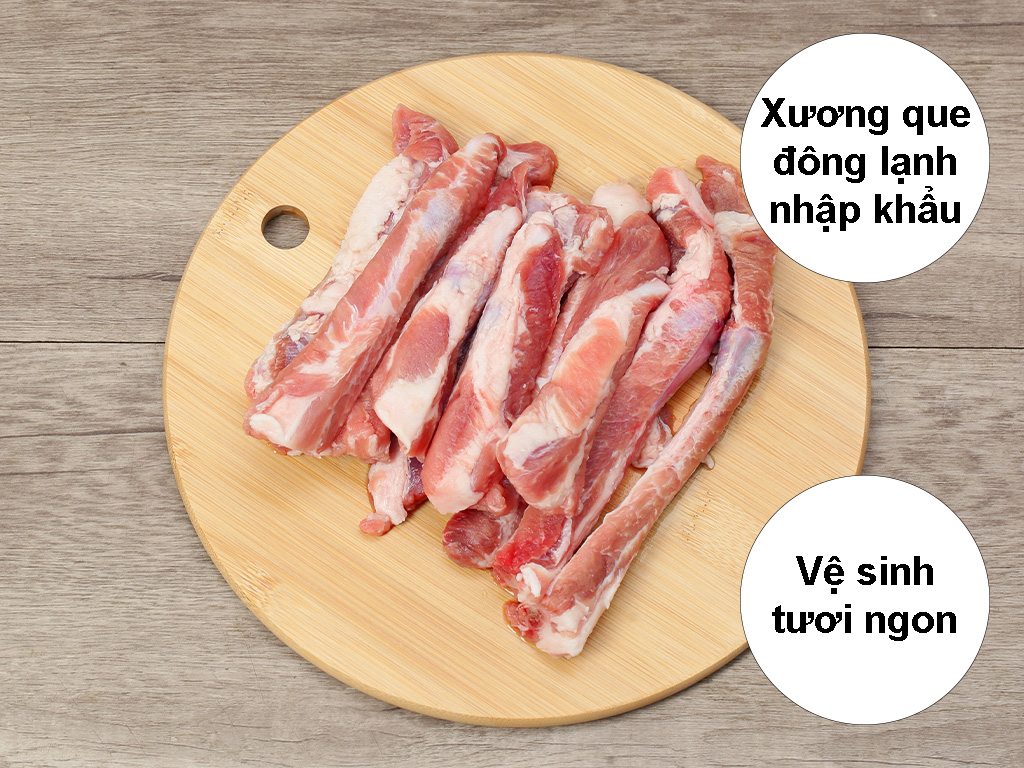 Xương que
đông lạnh
nhập khẩu
Vệ sinh
tươi ngon